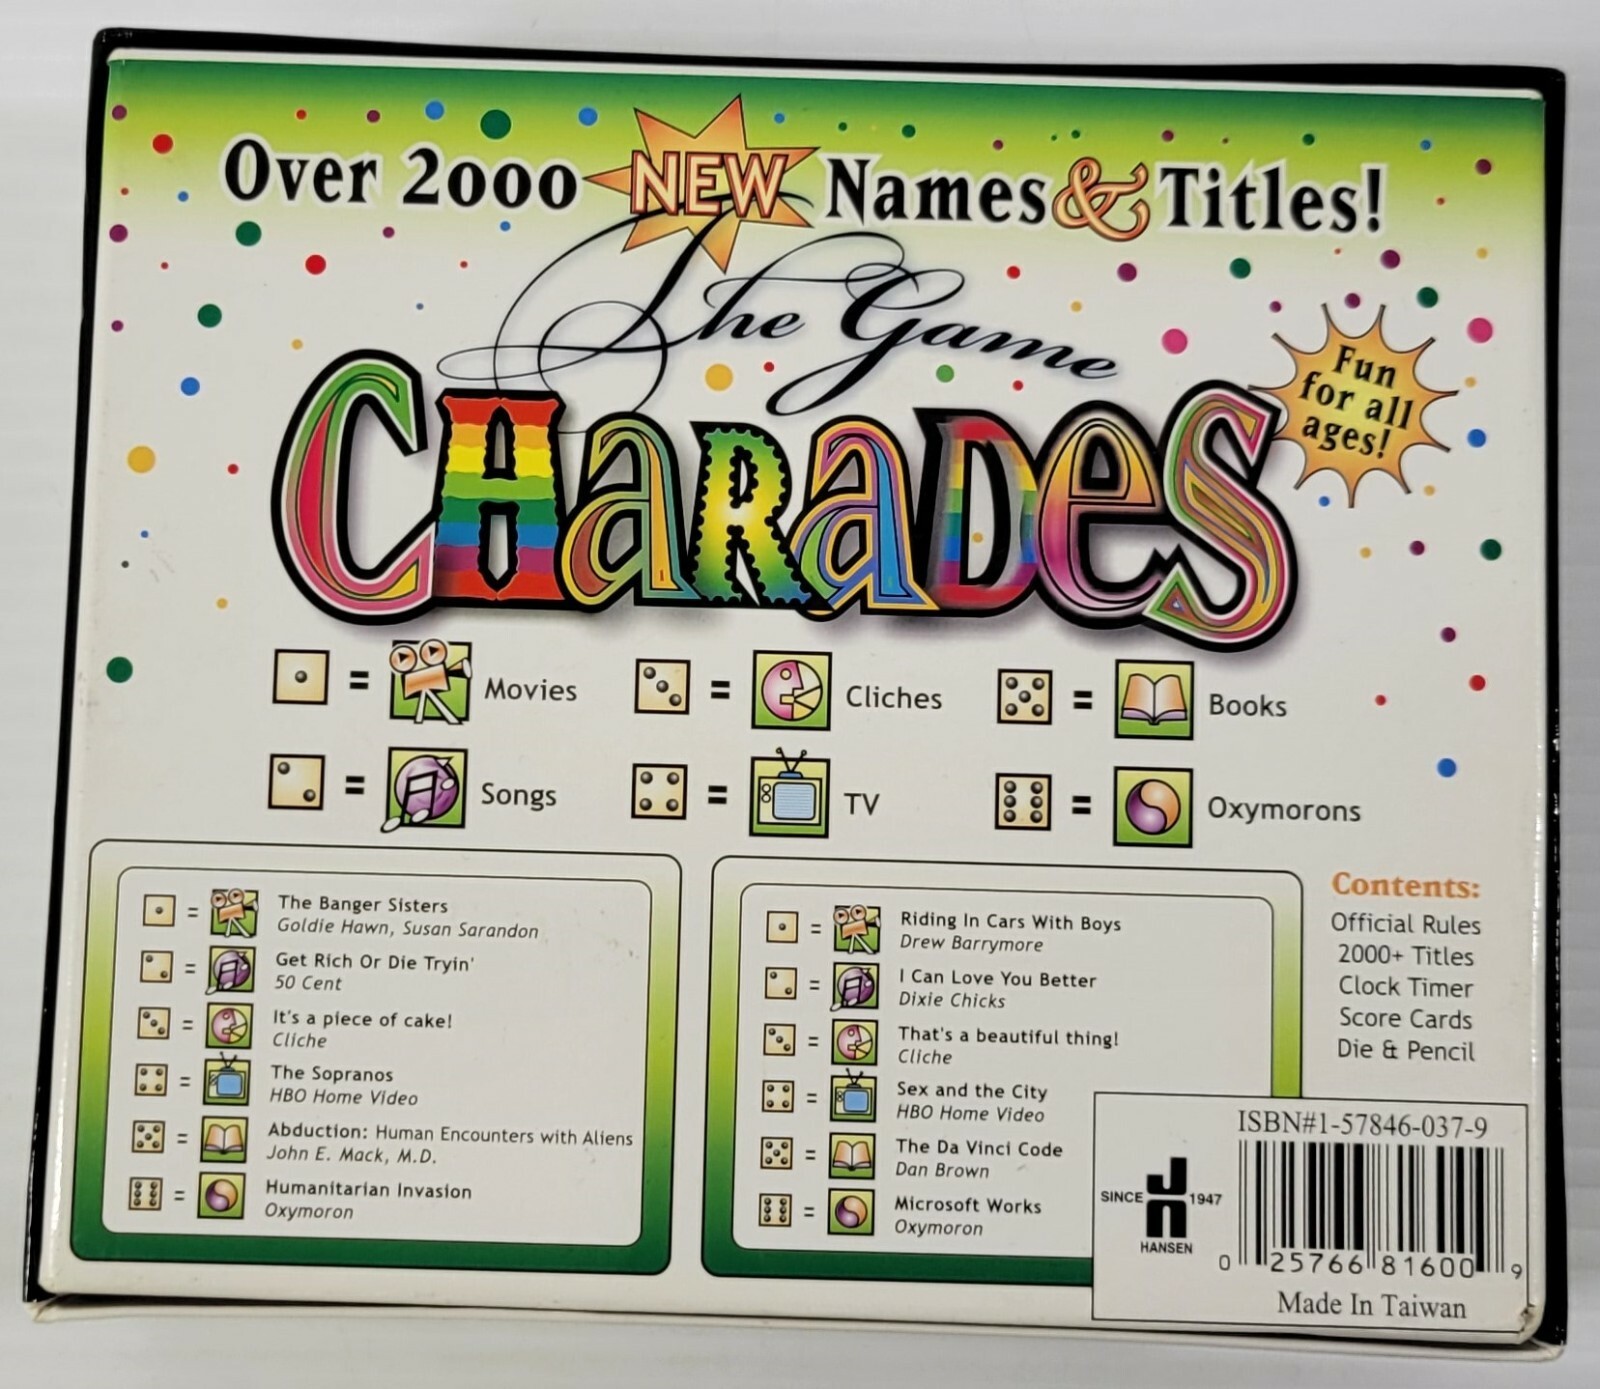 Over 2000 NEW Names & Titles!
The Game
CHARADES
Fun
for all
ages!
= Movies
= Cliches
= Books
= Songs
= TV
= Oxymorons
= The Banger Sisters
Goldie Hawn, Susan Sarandon
= Get Rich Or Die Tryin'
50 Cent
= It's a piece of cake!
Cliche
= The Sopranos
HBO Home Video
= Abduction: Human Encounters with Aliens
John E. Mack, M.D.
= Humanitarian Invasion
Oxymoron
= Riding In Cars With Boys
Drew Barrymore
= I Can Love You Better
Dixie Chicks
= That's a beautiful thing!
Cliche
= Sex and the City
HBO Home Video
= The Da Vinci Code
Dan Brown
= Microsoft Works
Oxymoron
Contents:
Official Rules
2000+ Titles
Clock Timer
Score Cards
Die & Pencil
ISBN#1-57846-037-9
SINCE JH 1947
HANSEN
0 25766 81600 9
Made In Taiwan